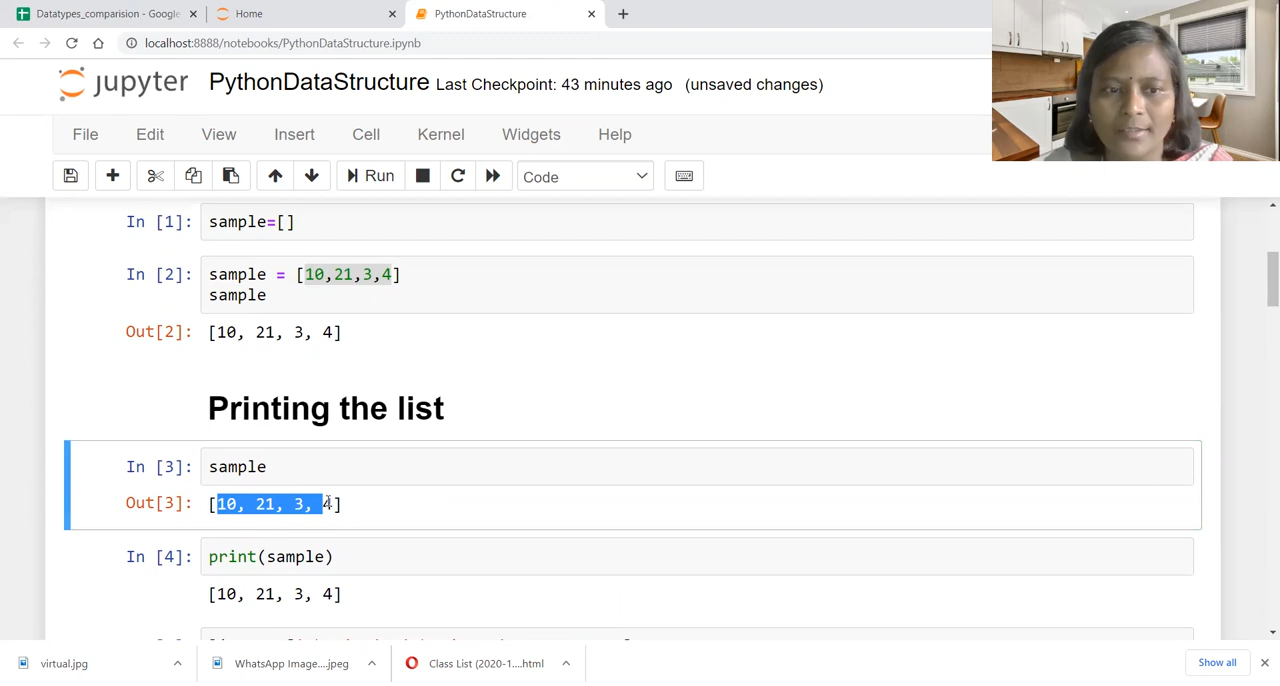 Datatypes_comparision - Google
Home
PythonDataStructure
localhost:8888/notebooks/PythonDataStructure.ipynb
jupyter PythonDataStructure Last Checkpoint: 43 minutes ago (unsaved changes)
File Edit View Insert Cell Kernel Widgets Help
Run Code
In [1]: sample=[]
In [2]: sample = [10,21,3,4]
sample
Out[2]: [10, 21, 3, 4]
Printing the list
In [3]: sample
Out[3]: [10, 21, 3, 4]
In [4]: print(sample)
[10, 21, 3, 4]
virtual.jpg
WhatsApp Image....jpeg
Class List (2020-1....html
Show all